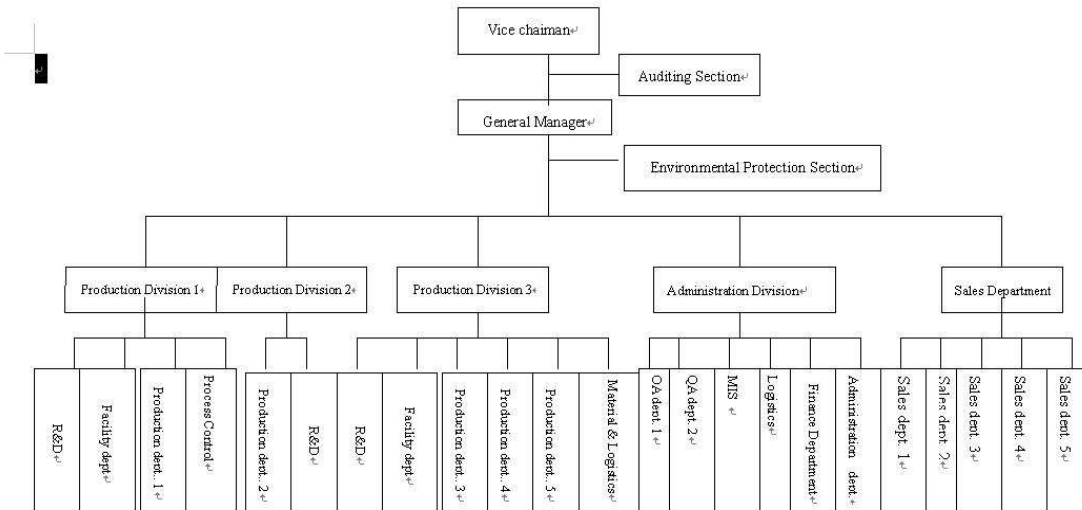 Vice chaiman
Auditing Section
General Manager
Environmental Protection Section
Production Division 1
Production Division 2
Production Division 3
Administration Division
Sales Department
R&D
Facility dept
Production dept.. 1
Process Control
Production dept.. 2
R&D
R&D
Facility dept
Production dept.. 3
Production dept.. 4
Production dept.. 5
Material & Logistics
QA dept. 1
QA dept. 2
MIS
Logistics
Finance Department
Administration dept.
Sales dept. 1
Sales dept. 2
Sales dept. 3
Sales dept. 4
Sales dept. 5